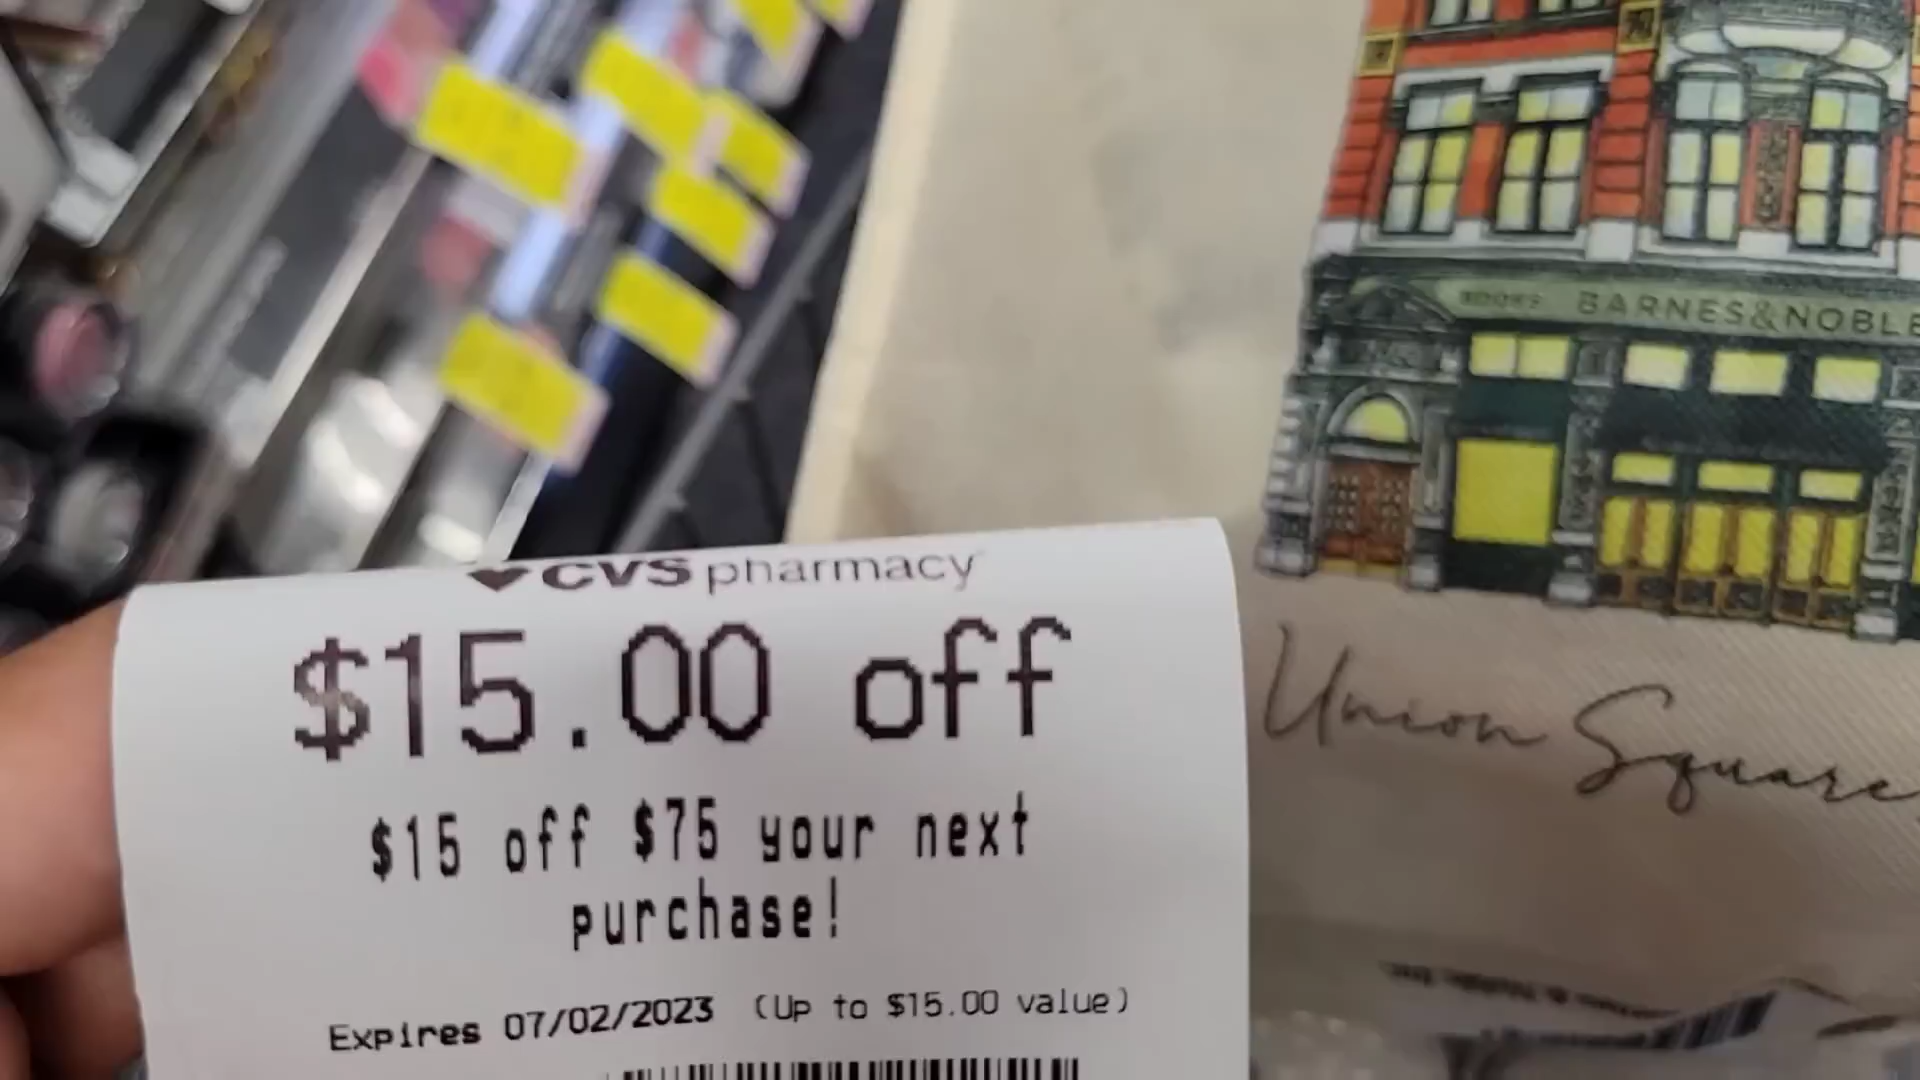 BOOKS BARNES&NOBLE
Union Square
CVS pharmacy
$15.00 off
$15 off $75 your next
purchase!
Expires 07/02/2023 (Up to $15.00 value)